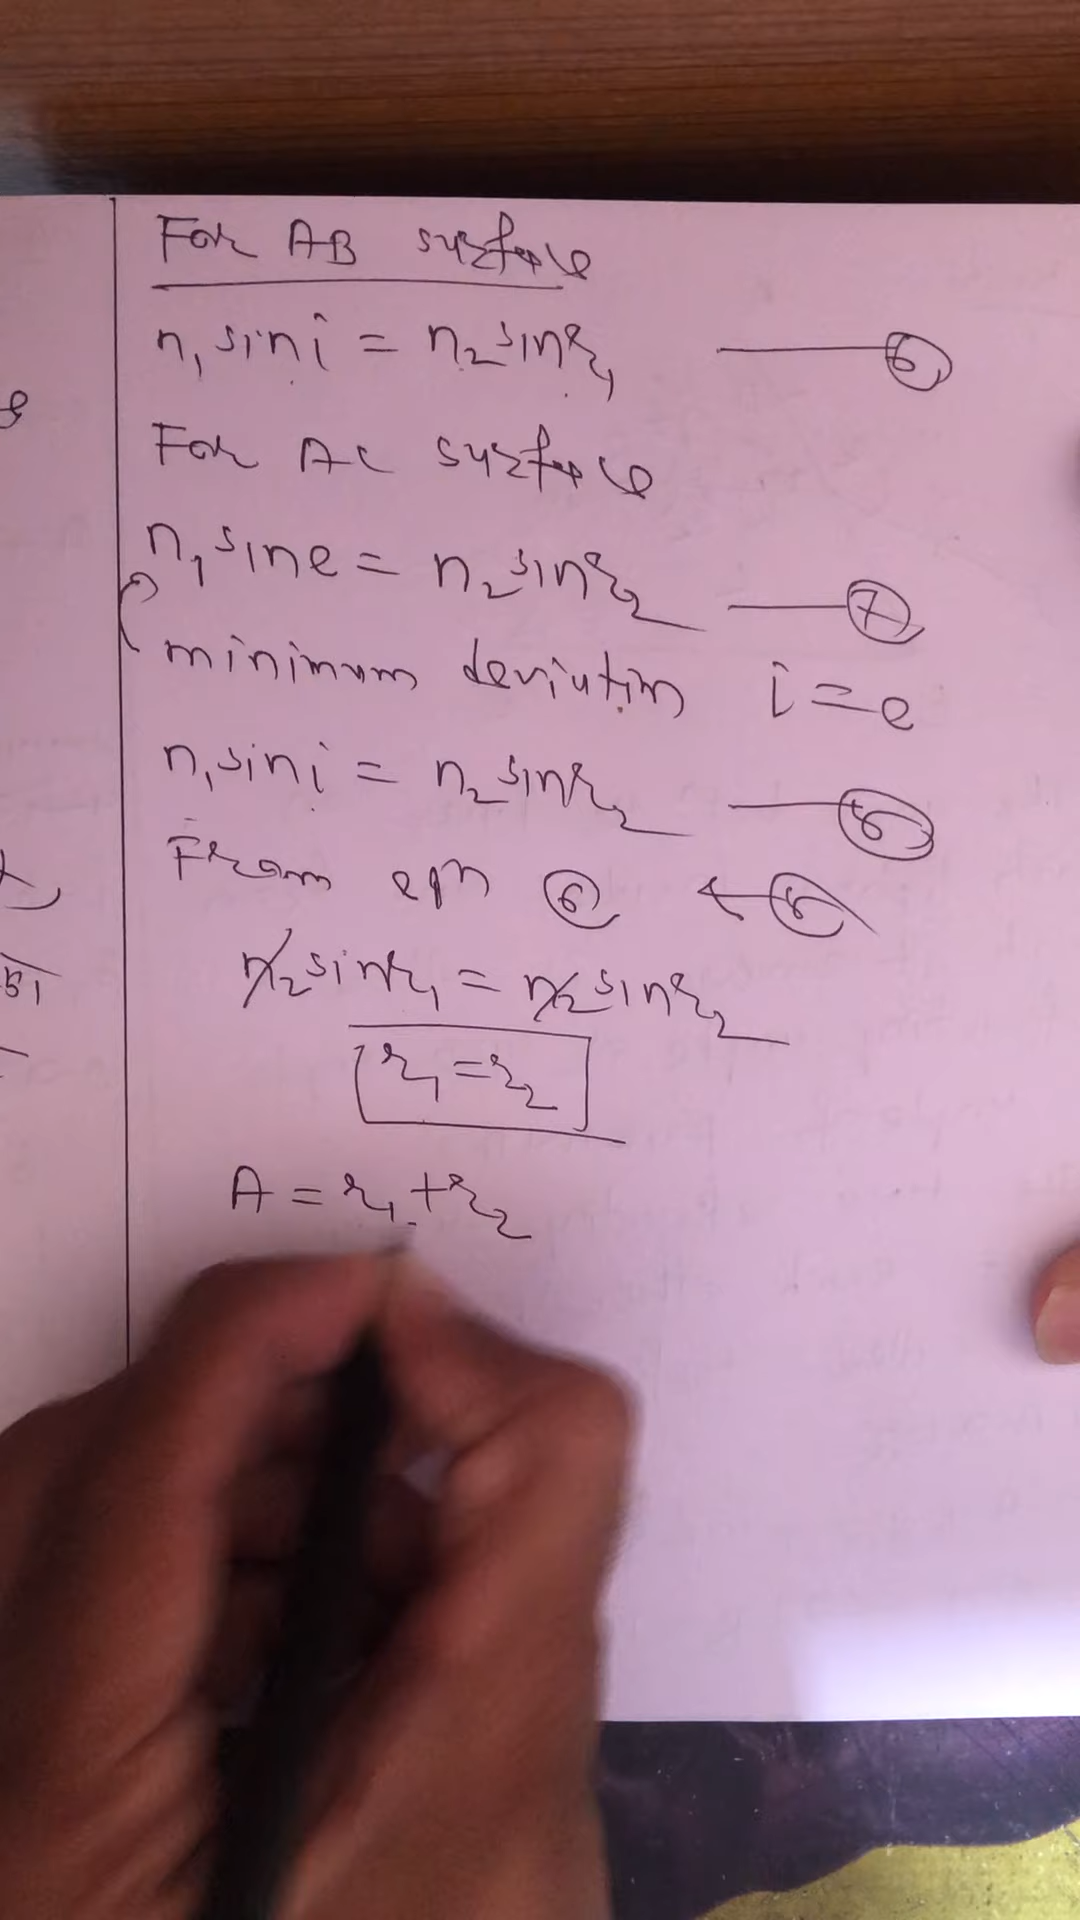 For AB surface
n₁ sin i = n₂ sin r₁ —— ⑥
For AC surface
n₁ sin e = n₂ sin r₂ —— ⑦
minimum deviation i = e
n₁ sin i = n₂ sin r₂ —— ⑧
From eqn ⑥ ← ⑧
n₂ sin r₁ = n₂ sin r₂
r₁ = r₂
A = r₁ + r₂